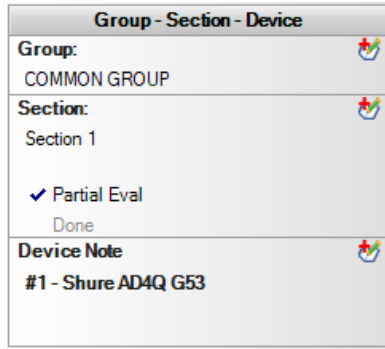 Group - Section - Device
Group:
COMMON GROUP
Section:
Section 1
Partial Eval
Done
Device Note
#1 - Shure AD4Q G53